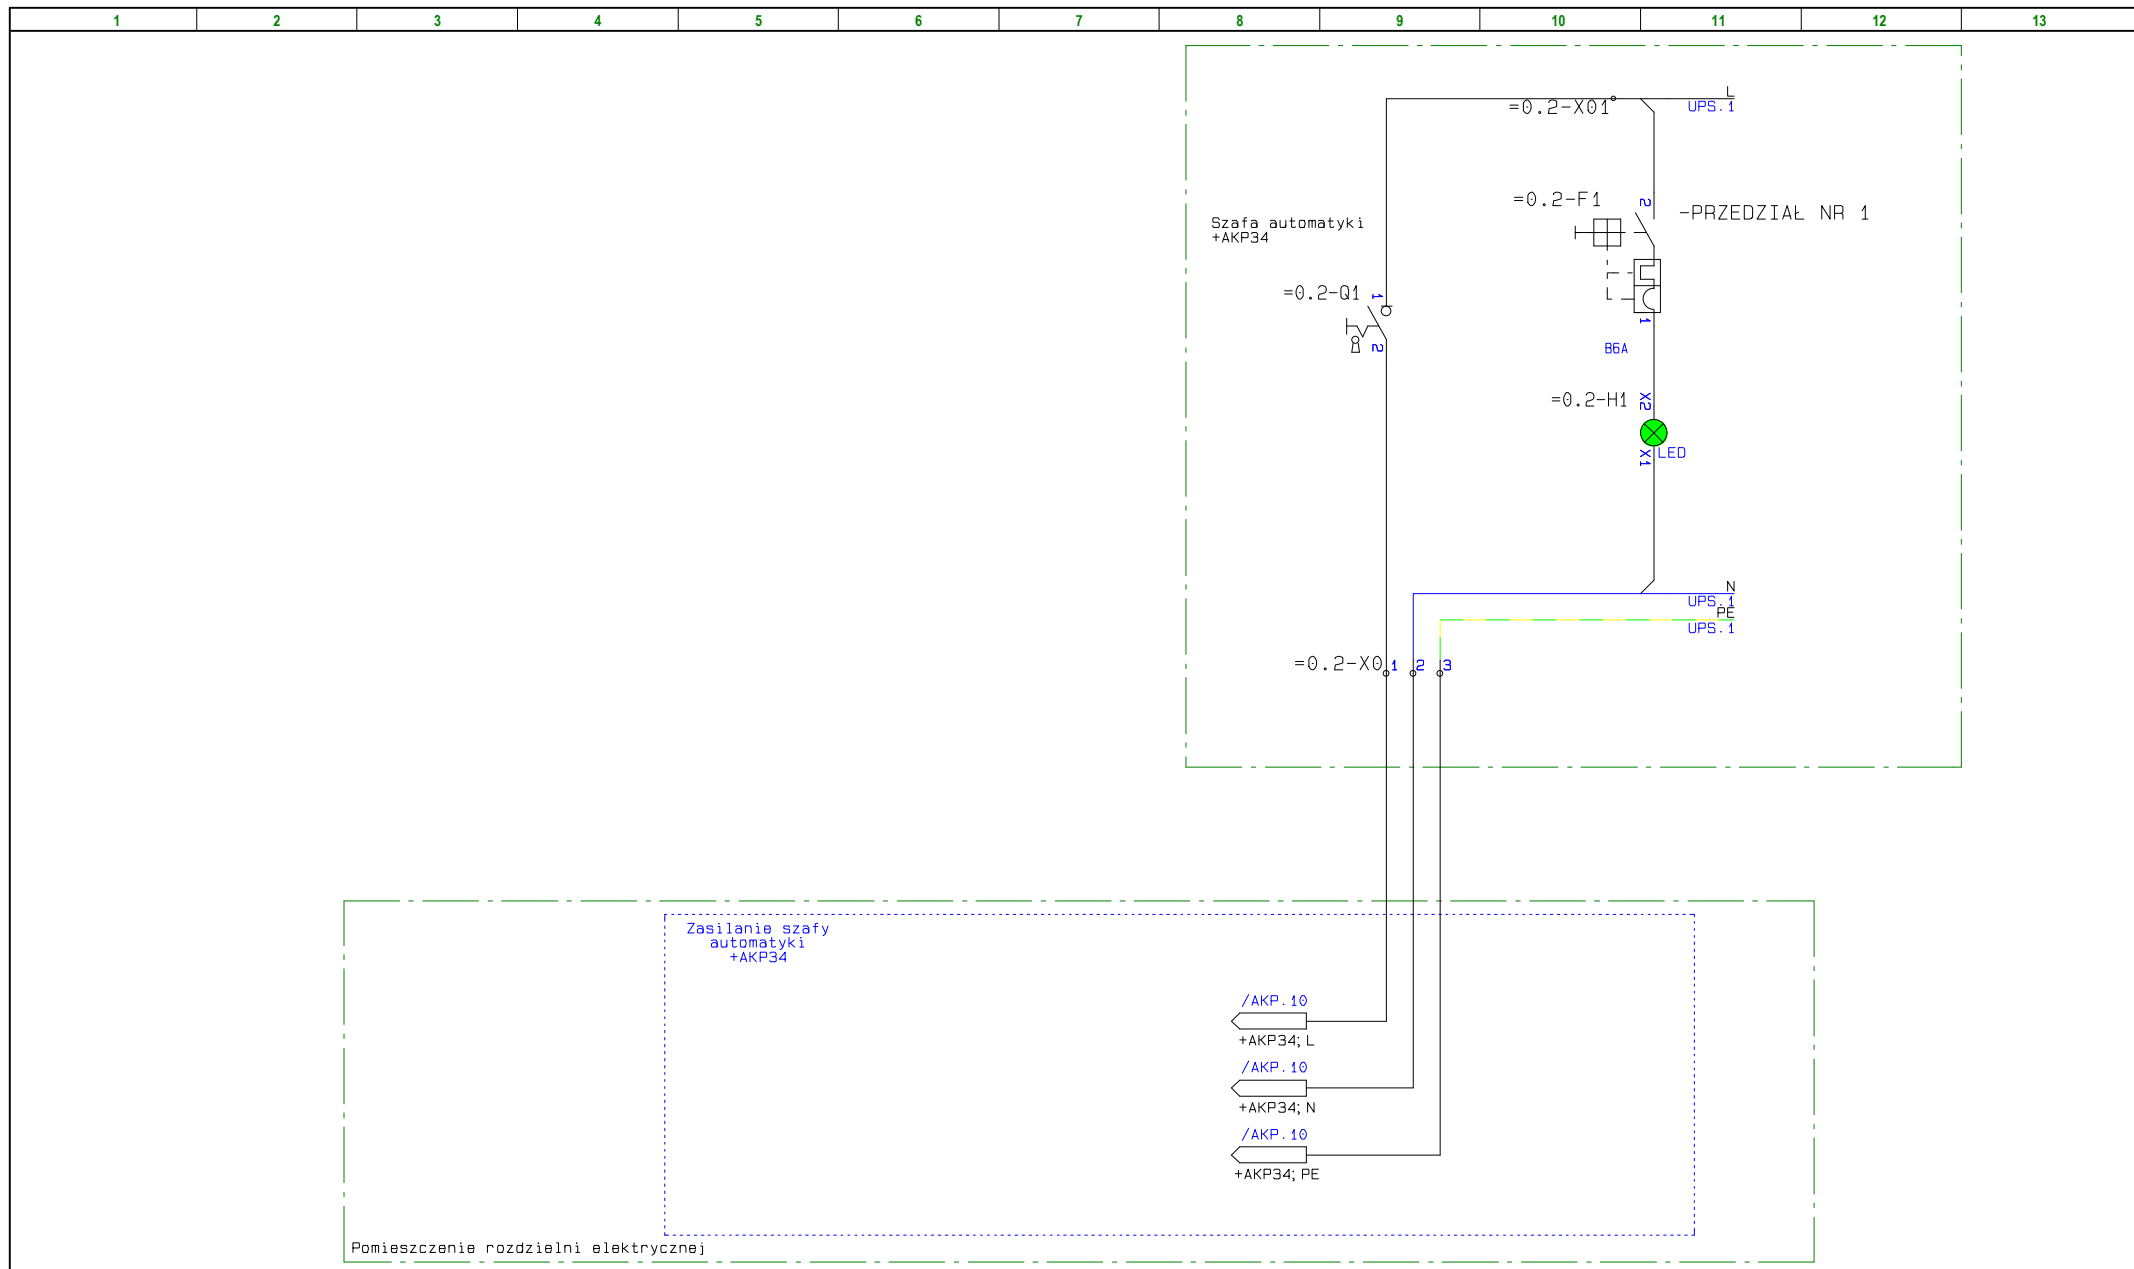 1 2 3 4 5 6 7 8 9 10 11 12 13
L
=0.2-X01
UPS.1
=0.2-F1
2
-PRZEDZIAŁ NR 1
Szafa automatyki
+AKP34
=0.2-Q1
1
2
1
B6A
=0.2-H1
X2
X1
LED
N
UPS.1
PE
UPS.1
=0.2-X0
1 2 3
Zasilanie szafy
automatyki
+AKP34
/AKP.10
+AKP34; L
/AKP.10
+AKP34; N
/AKP.10
+AKP34; PE
Pomieszczenie rozdzielni elektrycznej